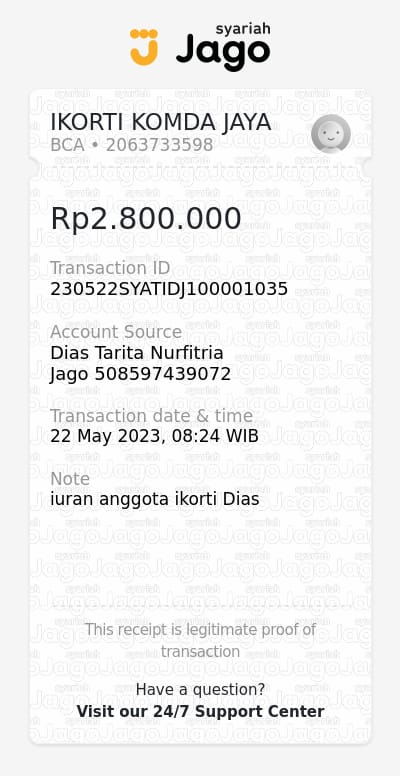 syariah
Jago
IKORTI KOMDA JAYA
BCA • 2063733598
Rp2.800.000
Transaction ID
230522SYATIDJ100001035
Account Source
Dias Tarita Nurfitria
Jago 508597439072
Transaction date & time
22 May 2023, 08:24 WIB
Note
iuran anggota ikorti Dias
This receipt is legitimate proof of
transaction
Have a question?
Visit our 24/7 Support Center